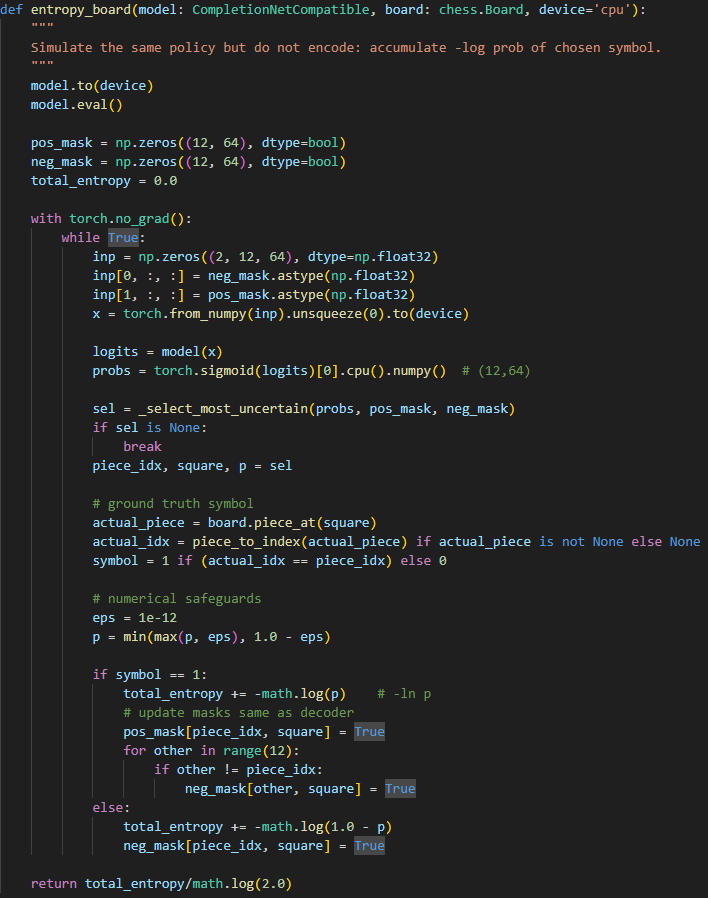 def entropy_board(model: CompletionNetCompatible, board: chess.Board, device='cpu'):
    """
    Simulate the same policy but do not encode: accumulate -log prob of chosen symbol.
    """
    model.to(device)
    model.eval()

    pos_mask = np.zeros((12, 64), dtype=bool)
    neg_mask = np.zeros((12, 64), dtype=bool)
    total_entropy = 0.0

    with torch.no_grad():
        while True:
            inp = np.zeros((2, 12, 64), dtype=np.float32)
            inp[0, :, :] = neg_mask.astype(np.float32)
            inp[1, :, :] = pos_mask.astype(np.float32)
            x = torch.from_numpy(inp).unsqueeze(0).to(device)

            logits = model(x)
            probs = torch.sigmoid(logits)[0].cpu().numpy()  # (12,64)

            sel = _select_most_uncertain(probs, pos_mask, neg_mask)
            if sel is None:
                break
            piece_idx, square, p = sel

            # ground truth symbol
            actual_piece = board.piece_at(square)
            actual_idx = piece_to_index(actual_piece) if actual_piece is not None else None
            symbol = 1 if (actual_idx == piece_idx) else 0

            # numerical safeguards
            eps = 1e-12
            p = min(max(p, eps), 1.0 - eps)

            if symbol == 1:
                total_entropy += -math.log(p)    # -ln p
                # update masks same as decoder
                pos_mask[piece_idx, square] = True
                for other in range(12):
                    if other != piece_idx:
                        neg_mask[other, square] = True
            else:
                total_entropy += -math.log(1.0 - p)
                neg_mask[piece_idx, square] = True

    return total_entropy/math.log(2.0)